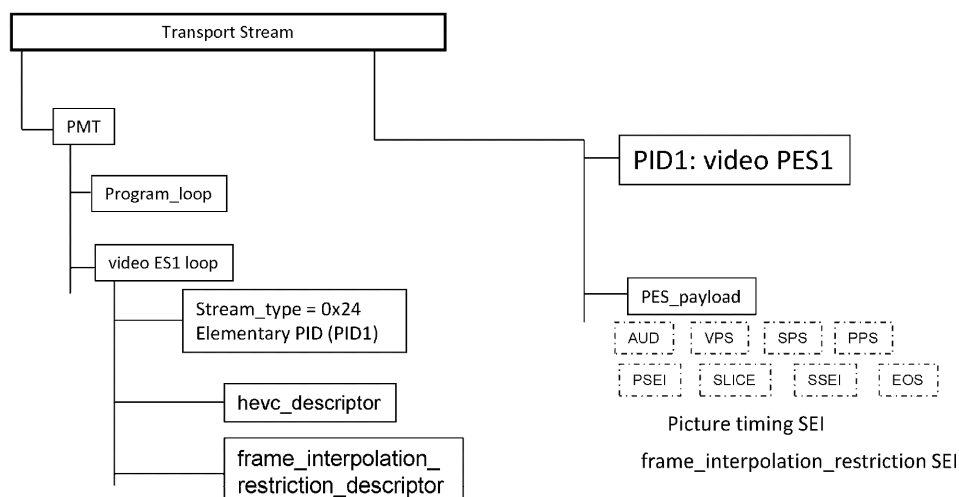 Transport Stream
PMT
Program_loop
video ES1 loop
Stream_type = 0x24
Elementary PID (PID1)
hevc_descriptor
frame_interpolation_
restriction_descriptor
PID1: video PES1
PES_payload
AUD VPS SPS PPS
PSEI SLICE SSEI EOS
Picture timing SEI
frame_interpolation_restriction SEI